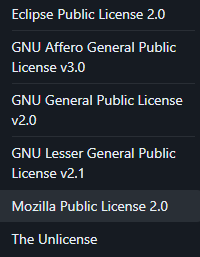 Eclipse Public License 2.0
GNU Affero General Public
License v3.0
GNU General Public License
v2.0
GNU Lesser General Public
License v2.1
Mozilla Public License 2.0
The Unlicense